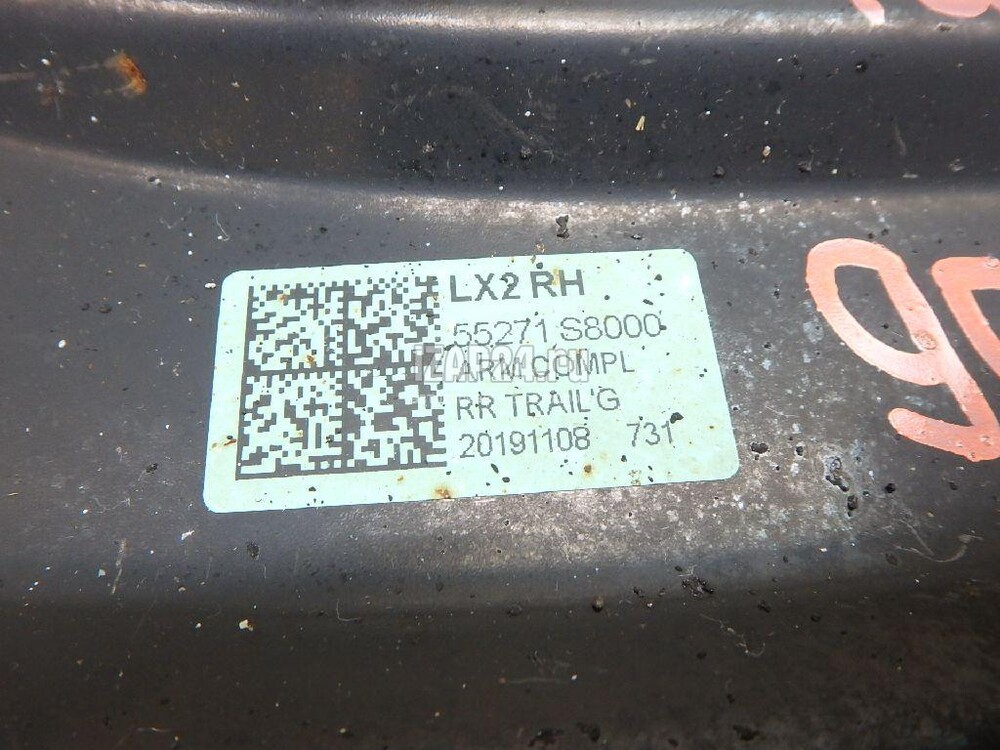 LX2 RH
55271 S8000
ARM COMPL
RR TRAIL'G
20191108 731